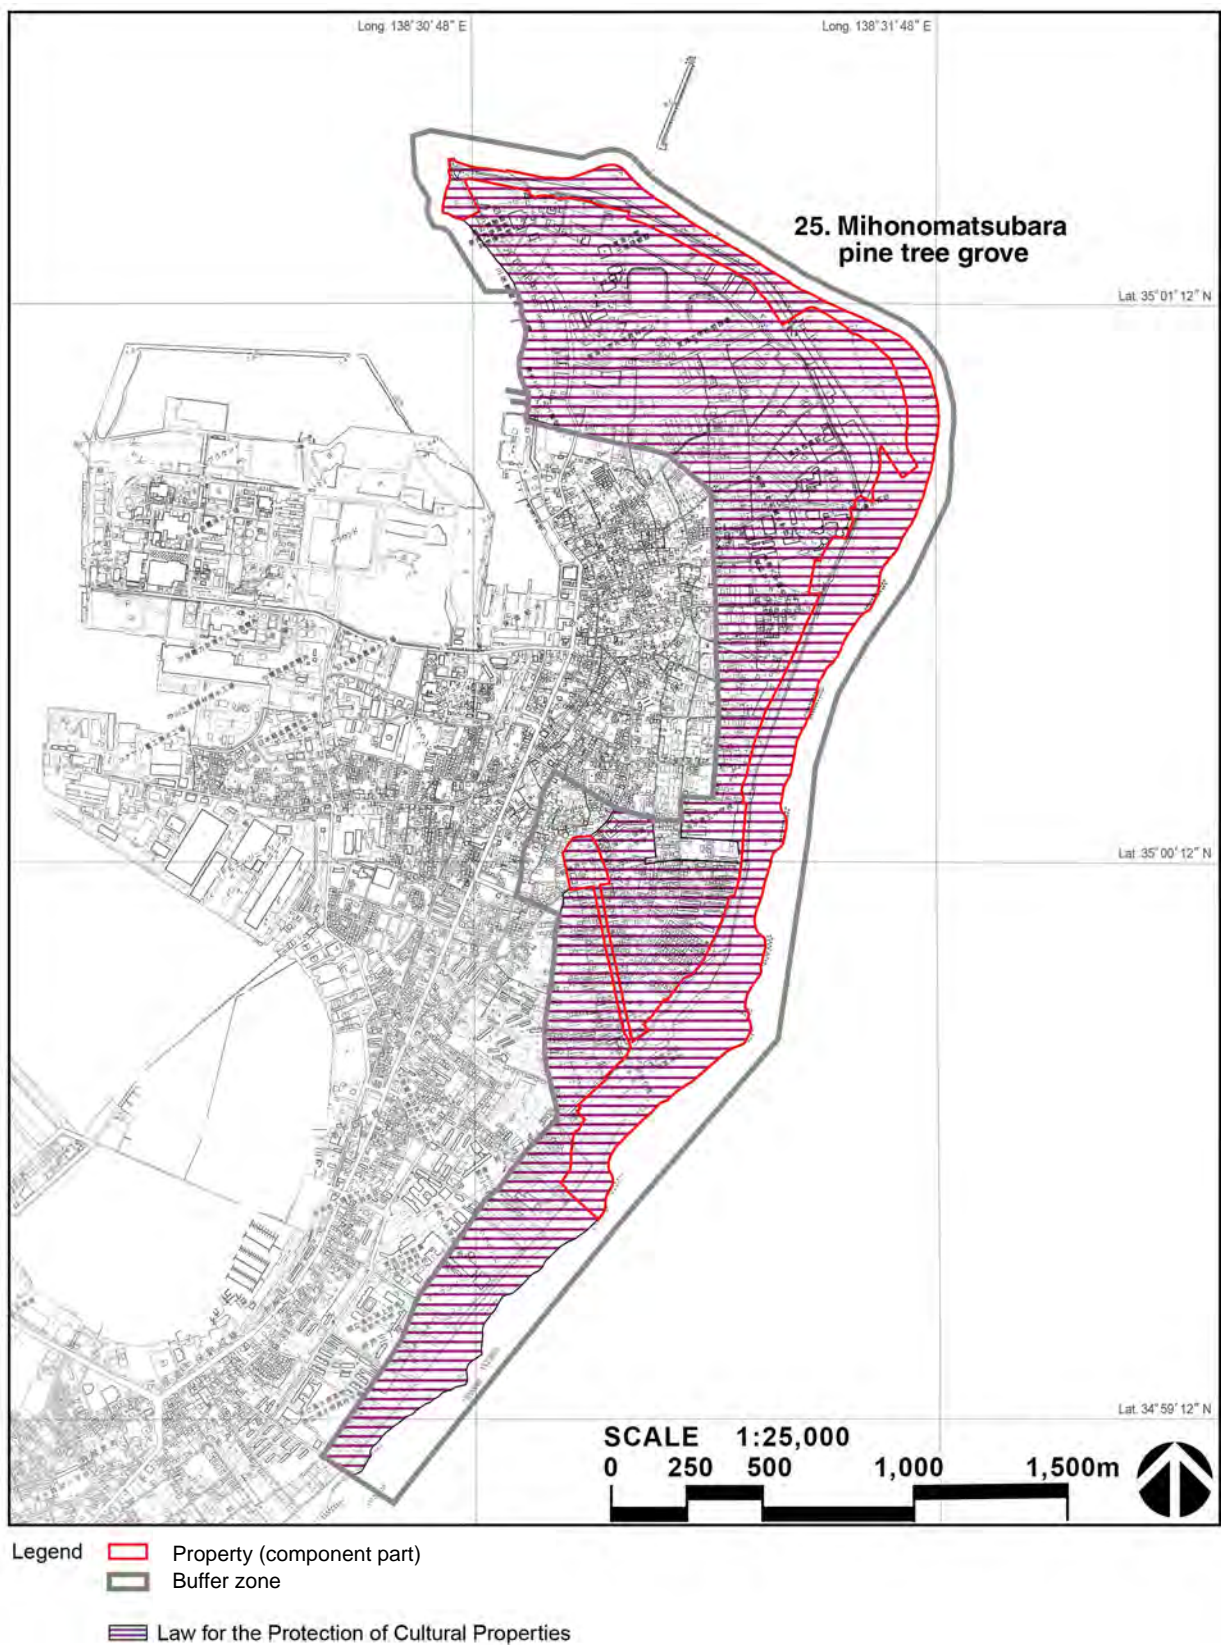 Long. 138°30'48" E
Long. 138°31'48" E
25. Mihonomatsubara
pine tree grove
Lat. 35°01'12" N
Lat. 35°00'12" N
Lat. 34°59'12" N
SCALE 1:25,000
0 250 500 1,000 1,500m
Legend
Property (component part)
Buffer zone
Law for the Protection of Cultural Properties